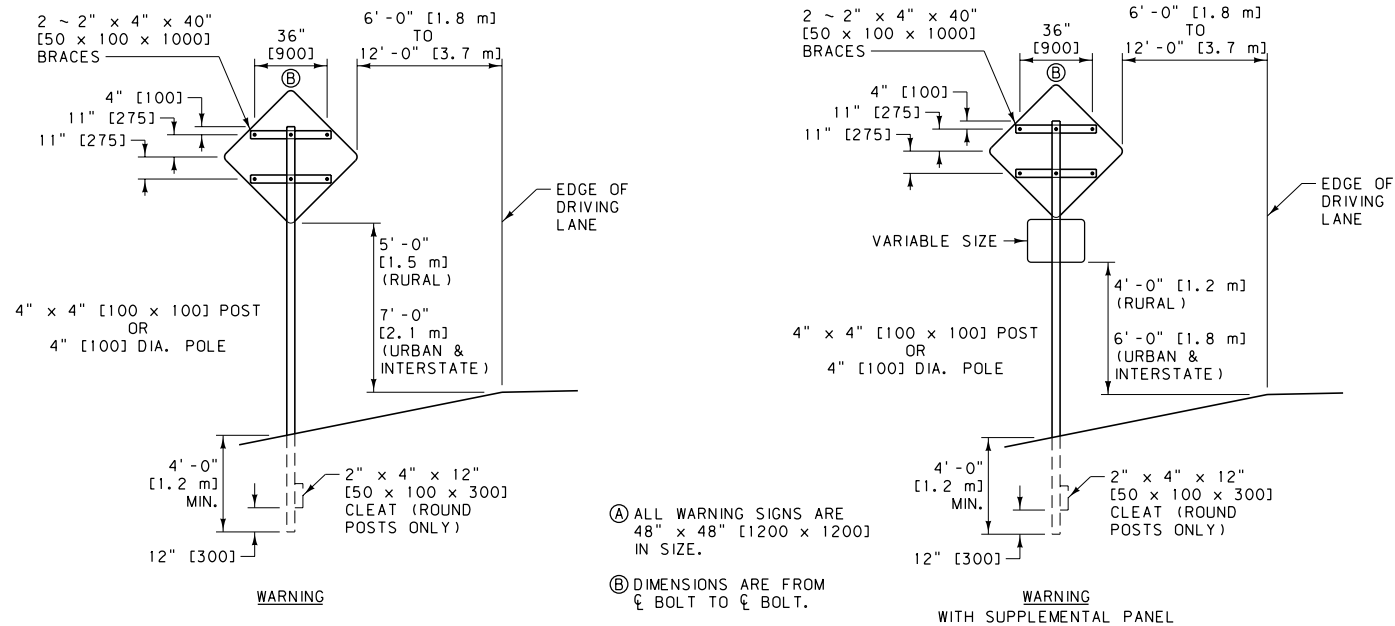 2 ~ 2" x 4" x 40"
[50 x 100 x 1000]
BRACES
36"
[900]
B
6'-0" [1.8 m]
TO
12'-0" [3.7 m]
4" [100]
11" [275]
11" [275]
EDGE OF
DRIVING
LANE
5'-0"
[1.5 m]
(RURAL)
7'-0"
[2.1 m]
(URBAN &
INTERSTATE)
4" x 4" [100 x 100] POST
OR
4" [100] DIA. POLE
4'-0"
[1.2 m]
MIN.
2" x 4" x 12"
[50 x 100 x 300]
CLEAT (ROUND
POSTS ONLY)
12" [300]
WARNING
A ALL WARNING SIGNS ARE
48" x 48" [1200 x 1200]
IN SIZE.
B DIMENSIONS ARE FROM
℄ BOLT TO ℄ BOLT.
2 ~ 2" x 4" x 40"
[50 x 100 x 1000]
BRACES
36"
[900]
B
6'-0" [1.8 m]
TO
12'-0" [3.7 m]
4" [100]
11" [275]
11" [275]
EDGE OF
DRIVING
LANE
VARIABLE SIZE
4'-0" [1.2 m]
(RURAL)
6'-0" [1.8 m]
(URBAN &
INTERSTATE)
4" x 4" [100 x 100] POST
OR
4" [100] DIA. POLE
4'-0"
[1.2 m]
MIN.
2" x 4" x 12"
[50 x 100 x 300]
CLEAT (ROUND
POSTS ONLY)
12" [300]
WARNING
WITH SUPPLEMENTAL PANEL